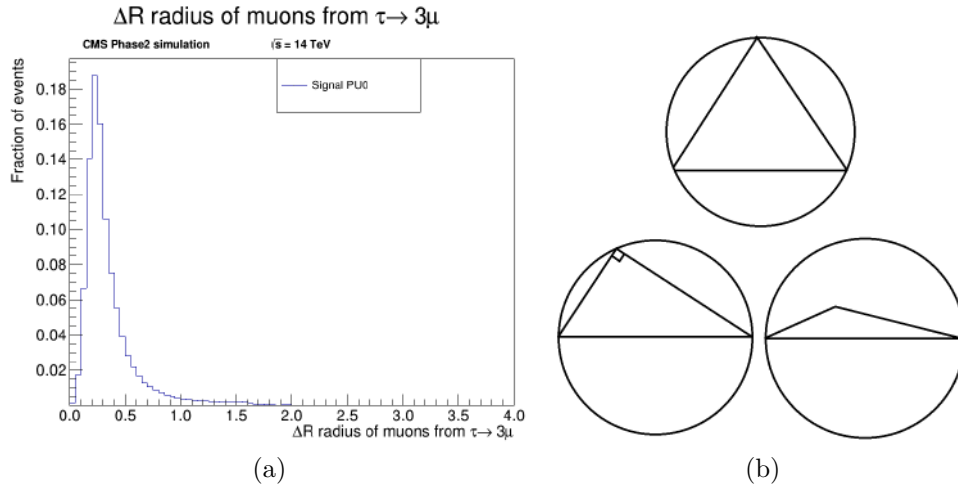 ΔR radius of muons from τ→ 3μ
CMS Phase2 simulation √s = 14 TeV
Signal PU0
Fraction of events
0.18
0.16
0.14
0.12
0.10
0.08
0.06
0.04
0.02
0.0 0.5 1.0 1.5 2.0 2.5 3.0 3.5 4.0
ΔR radius of muons from τ→ 3μ
(a) (b)